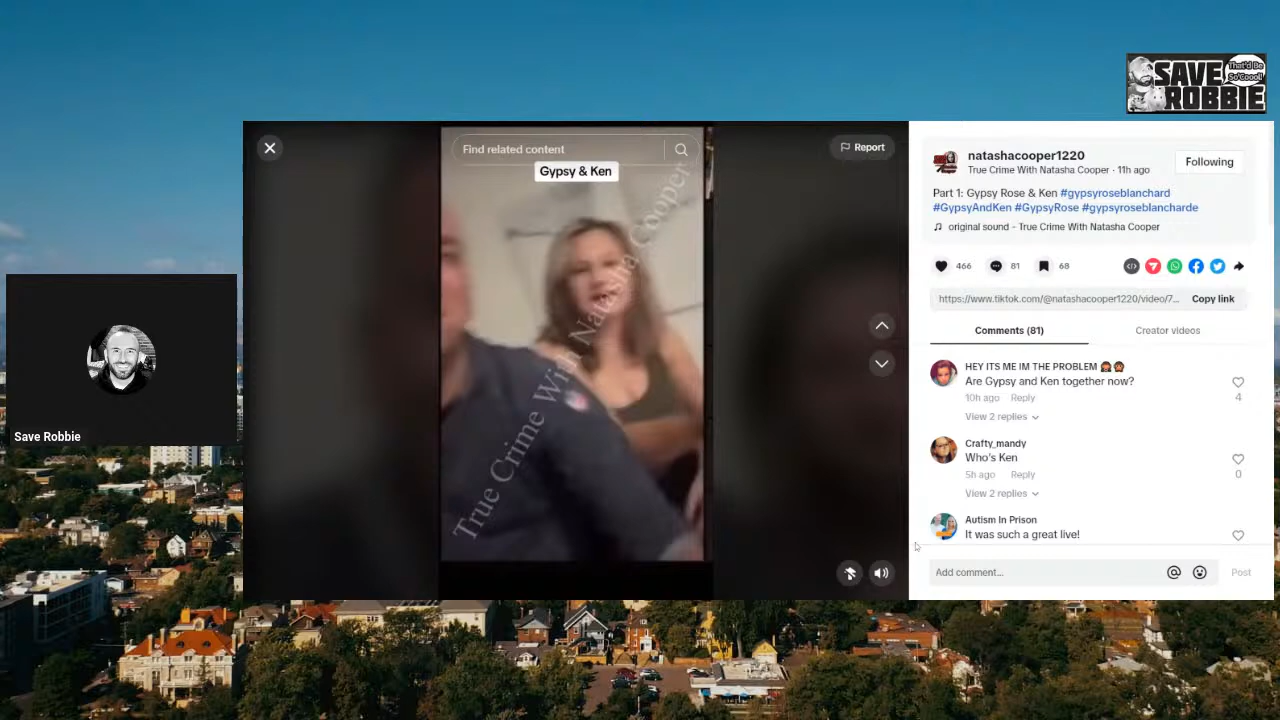 That'd Be
So'Coool!
SAVE
ROBBIE
Find related content
Report
Gypsy & Ken
True Crime With Natasha Cooper
Save Robbie
natashacooper1220
Following
True Crime With Natasha Cooper · 11h ago
Part 1: Gypsy Rose & Ken #gypsyroseblanchard
#GypsyAndKen #GypsyRose #gypsyroseblancharde
original sound - True Crime With Natasha Cooper
466
81
68
https://www.tiktok.com/@natashacooper1220/video/7...
Copy link
Comments (81)
Creator videos
HEY ITS ME IM THE PROBLEM
Are Gypsy and Ken together now?
10h ago Reply
4
View 2 replies
Crafty_mandy
Who's Ken
5h ago Reply
0
View 2 replies
Autism In Prison
It was such a great live!
Add comment...
Post